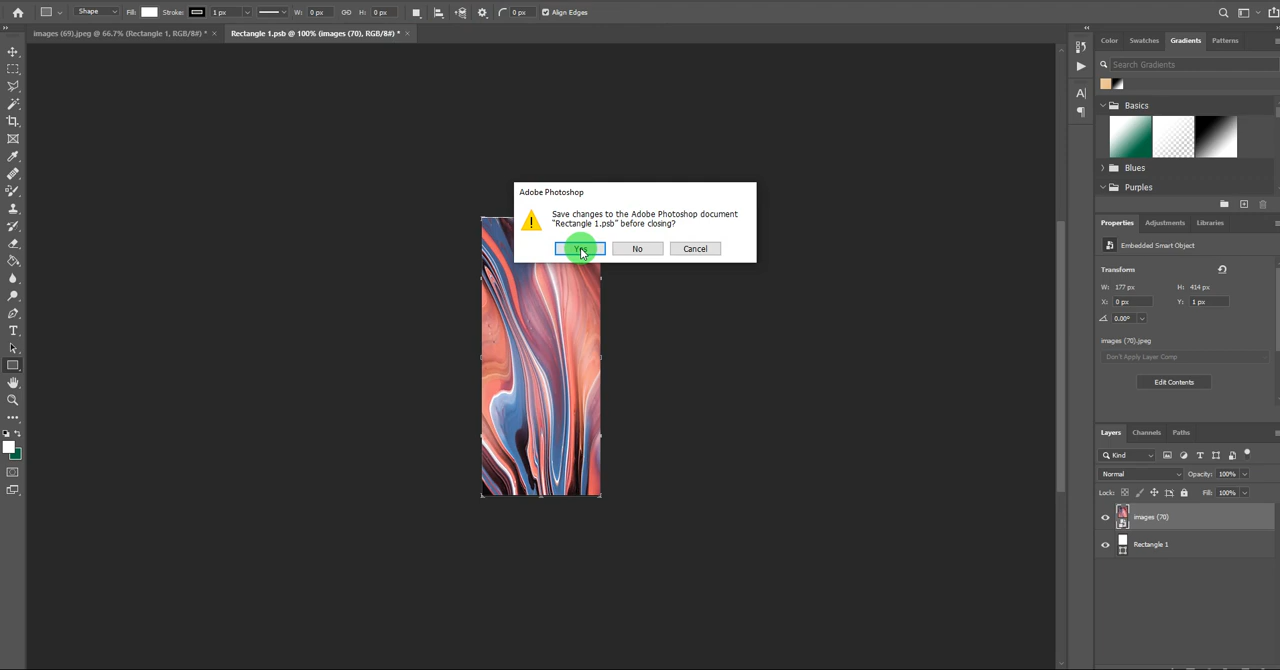 Shape
Fill:
Stroke:
1 px
W: 0 px
H: 0 px
0 px
Align Edges
images (69).jpeg @ 66.7% (Rectangle 1, RGB/8#) * ×
Rectangle 1.psb @ 100% (images (70), RGB/8#) * ×
Color
Swatches
Gradients
Patterns
Search Gradients
Basics
Blues
Purples
Adobe Photoshop
Save changes to the Adobe Photoshop document
"Rectangle 1.psb" before closing?
Yes
No
Cancel
Properties
Adjustments
Libraries
Embedded Smart Object
Transform
W: 177 px
H: 414 px
X: 0 px
Y: 1 px
0.00°
images (70).jpeg
Don't Apply Layer Comp
Edit Contents
Layers
Channels
Paths
Kind
Normal
Opacity: 100%
Lock:
Fill: 100%
images (70)
Rectangle 1